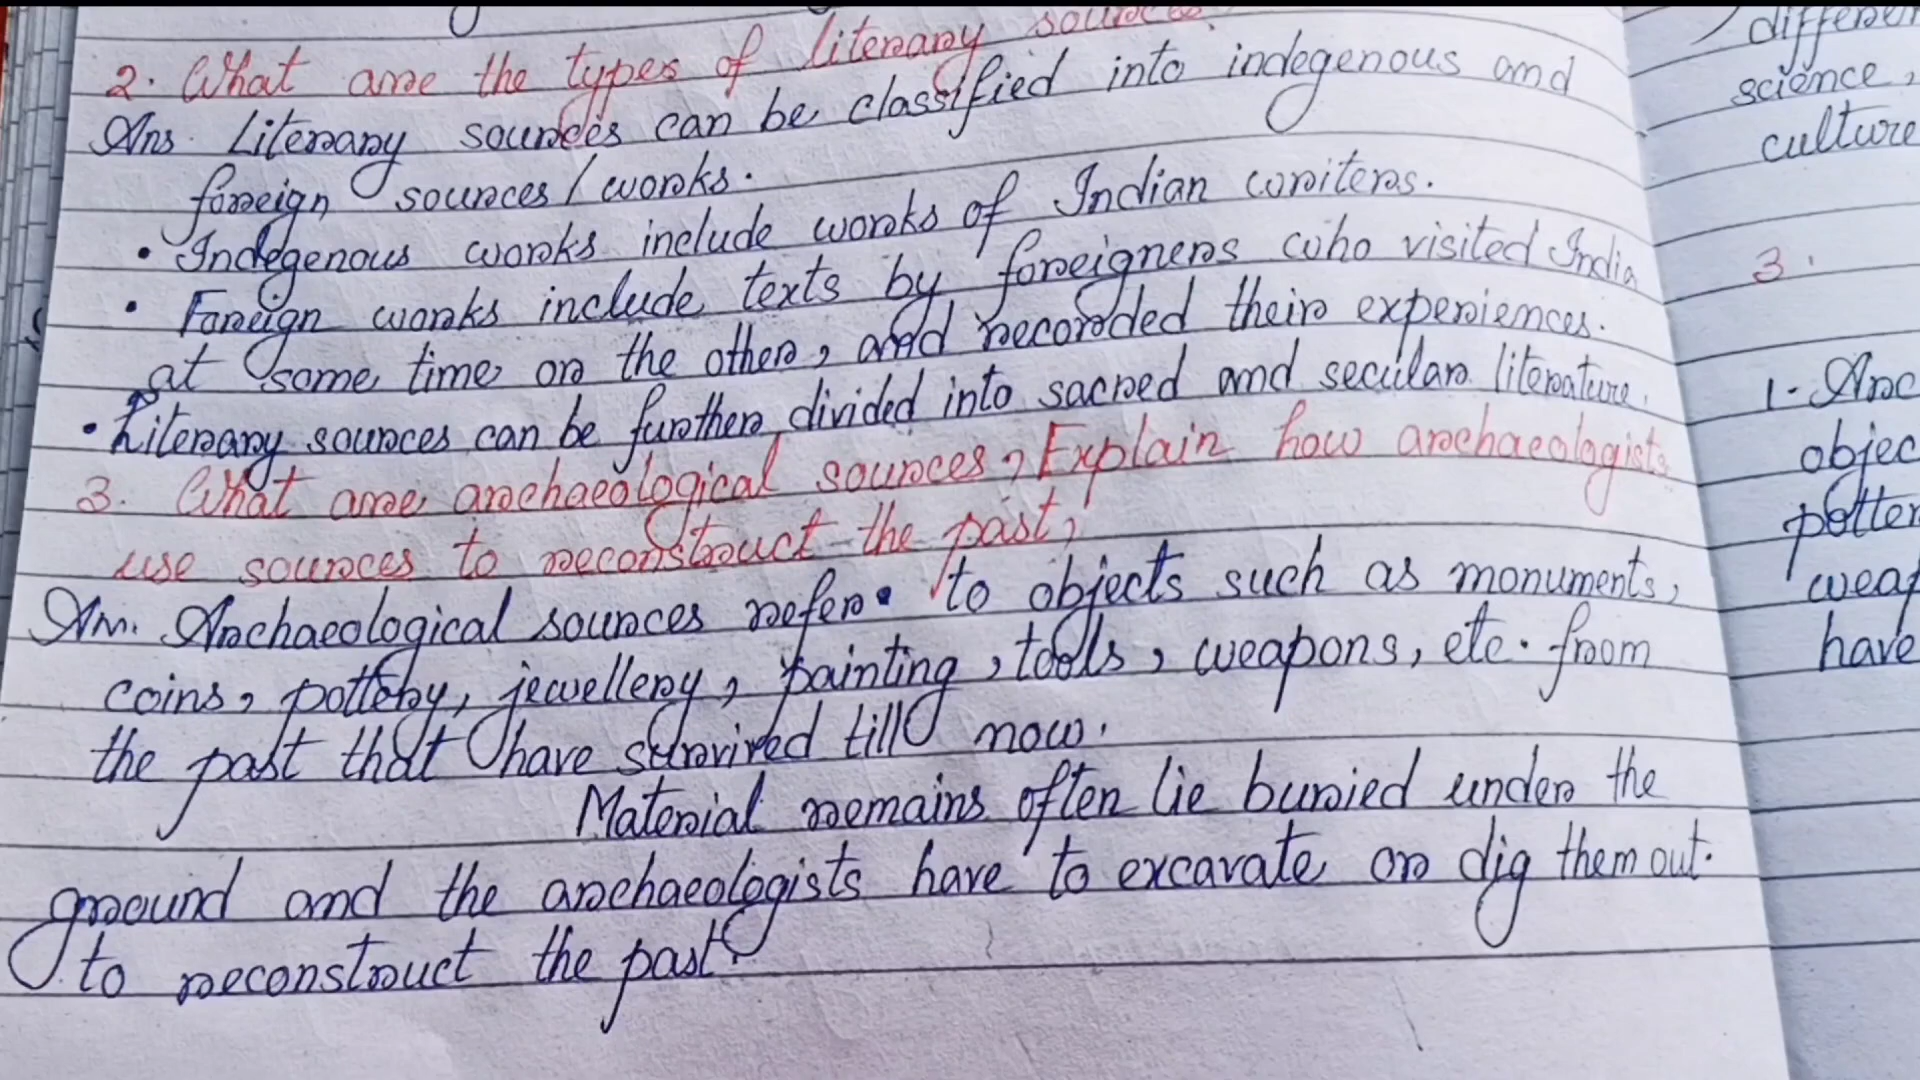 2. What are the types of literary sources
Ans. Literary sources can be classified into indegenous and
foreign sources / works.
• Indegenous works include works of Indian writers.
• Foreign works include texts by foreigners who visited India
at some time or the other, and recorded their experiences.
• Literary sources can be further divided into sacred and secular literature.
3. What are archaeological sources, Explain how archaeologists
use sources to reconstruct the past,
Ans. Archaeological sources refer to objects such as monuments,
coins, pottery, jewellery, painting, tools, weapons, etc. from
the past that have survived till now.
Material remains often lie buried under the
ground and the archaeologists have to excavate or dig them out.
to reconstruct the past.
science,
culture
3.
1. Arc
objec
potter
weap
have